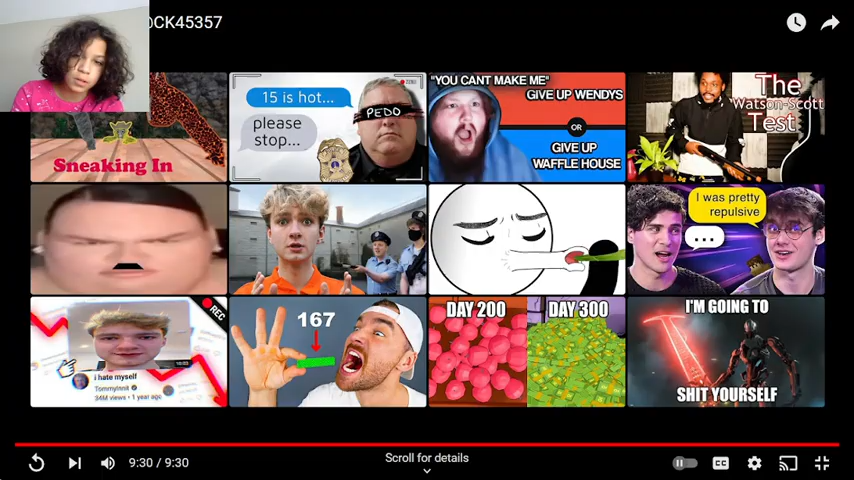 CK45357
Sneaking In
15 is hot...
please
stop...
PEDO
"YOU CANT MAKE ME"
GIVE UP WENDYS
OR
GIVE UP
WAFFLE HOUSE
The
Watson-Scott
Test
I was pretty
repulsive
...
REC
i hate myself
TommyInnit
34M views • 1 year ago
167
DAY 200
DAY 300
I'M GOING TO
SHIT YOURSELF
9:30 / 9:30
Scroll for details
CC